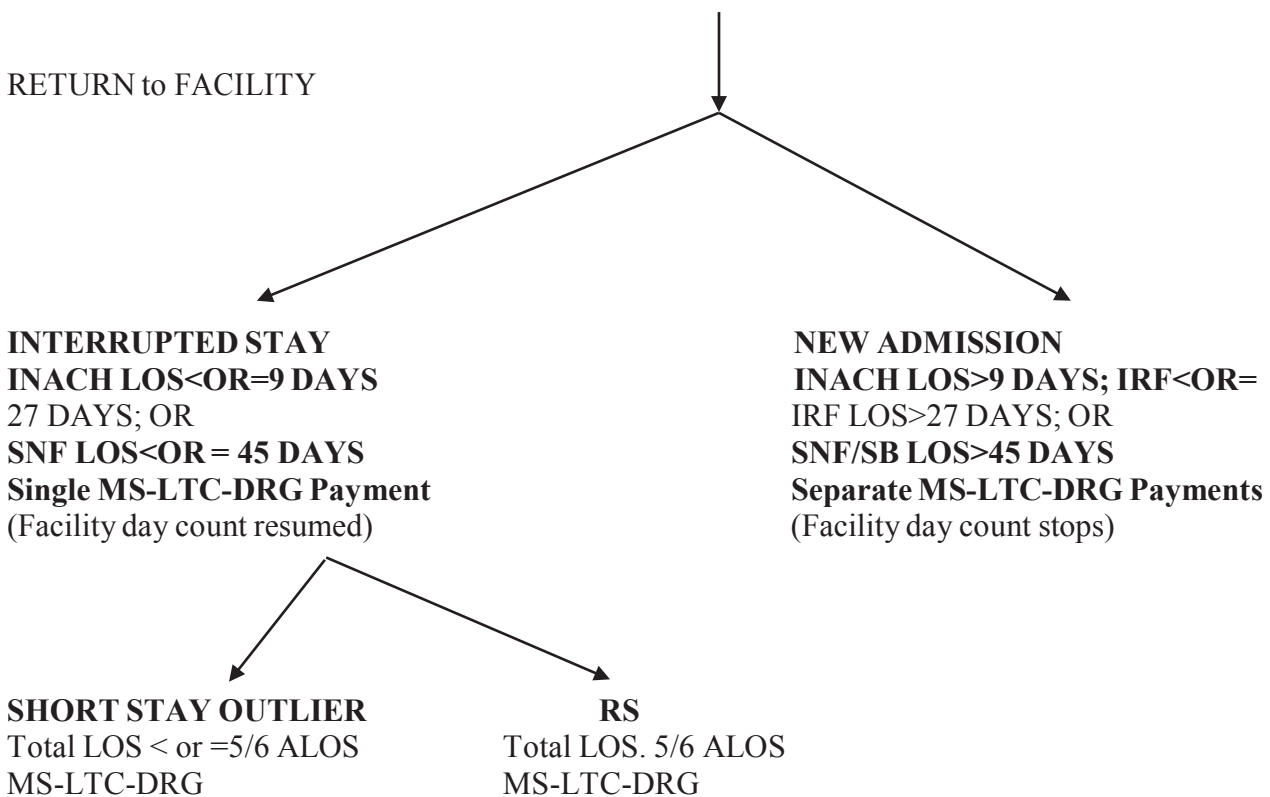 RETURN to FACILITY
INTERRUPTED STAY
INACH LOS<OR=9 DAYS
27 DAYS; OR
SNF LOS<OR = 45 DAYS
Single MS-LTC-DRG Payment
(Facility day count resumed)
NEW ADMISSION
INACH LOS>9 DAYS; IRF<OR=
IRF LOS>27 DAYS; OR
SNF/SB LOS>45 DAYS
Separate MS-LTC-DRG Payments
(Facility day count stops)
SHORT STAY OUTLIER
Total LOS < or =5/6 ALOS
MS-LTC-DRG
RS
Total LOS. 5/6 ALOS
MS-LTC-DRG